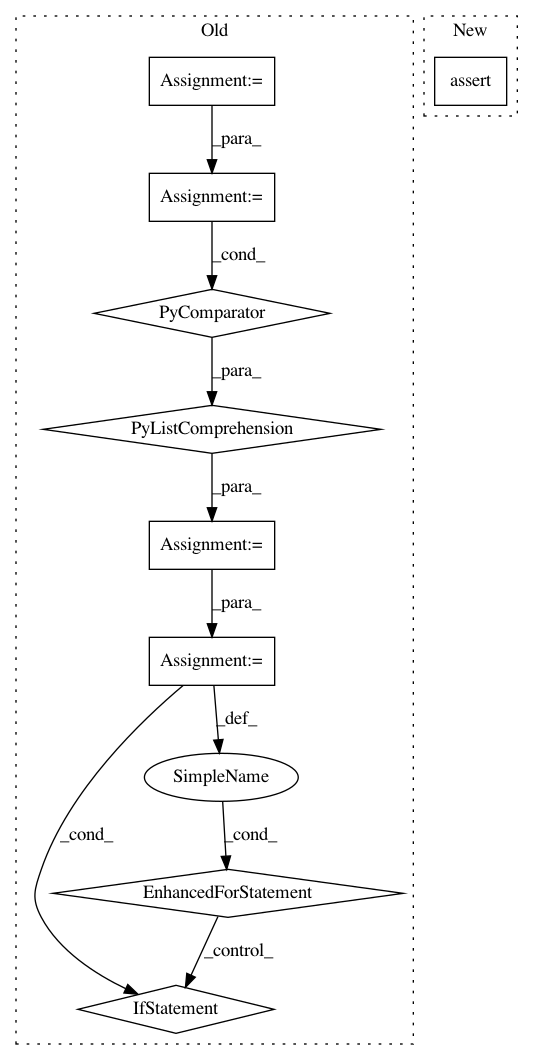 Old
New
Assignment:=
assert
_para_
Assignment:=
_cond_
PyComparator
_para_
PyListComprehension
_para_
Assignment:=
_para_
Assignment:=
_def_
SimpleName
_cond_
_cond_
EnhancedForStatement
_control_
IfStatement